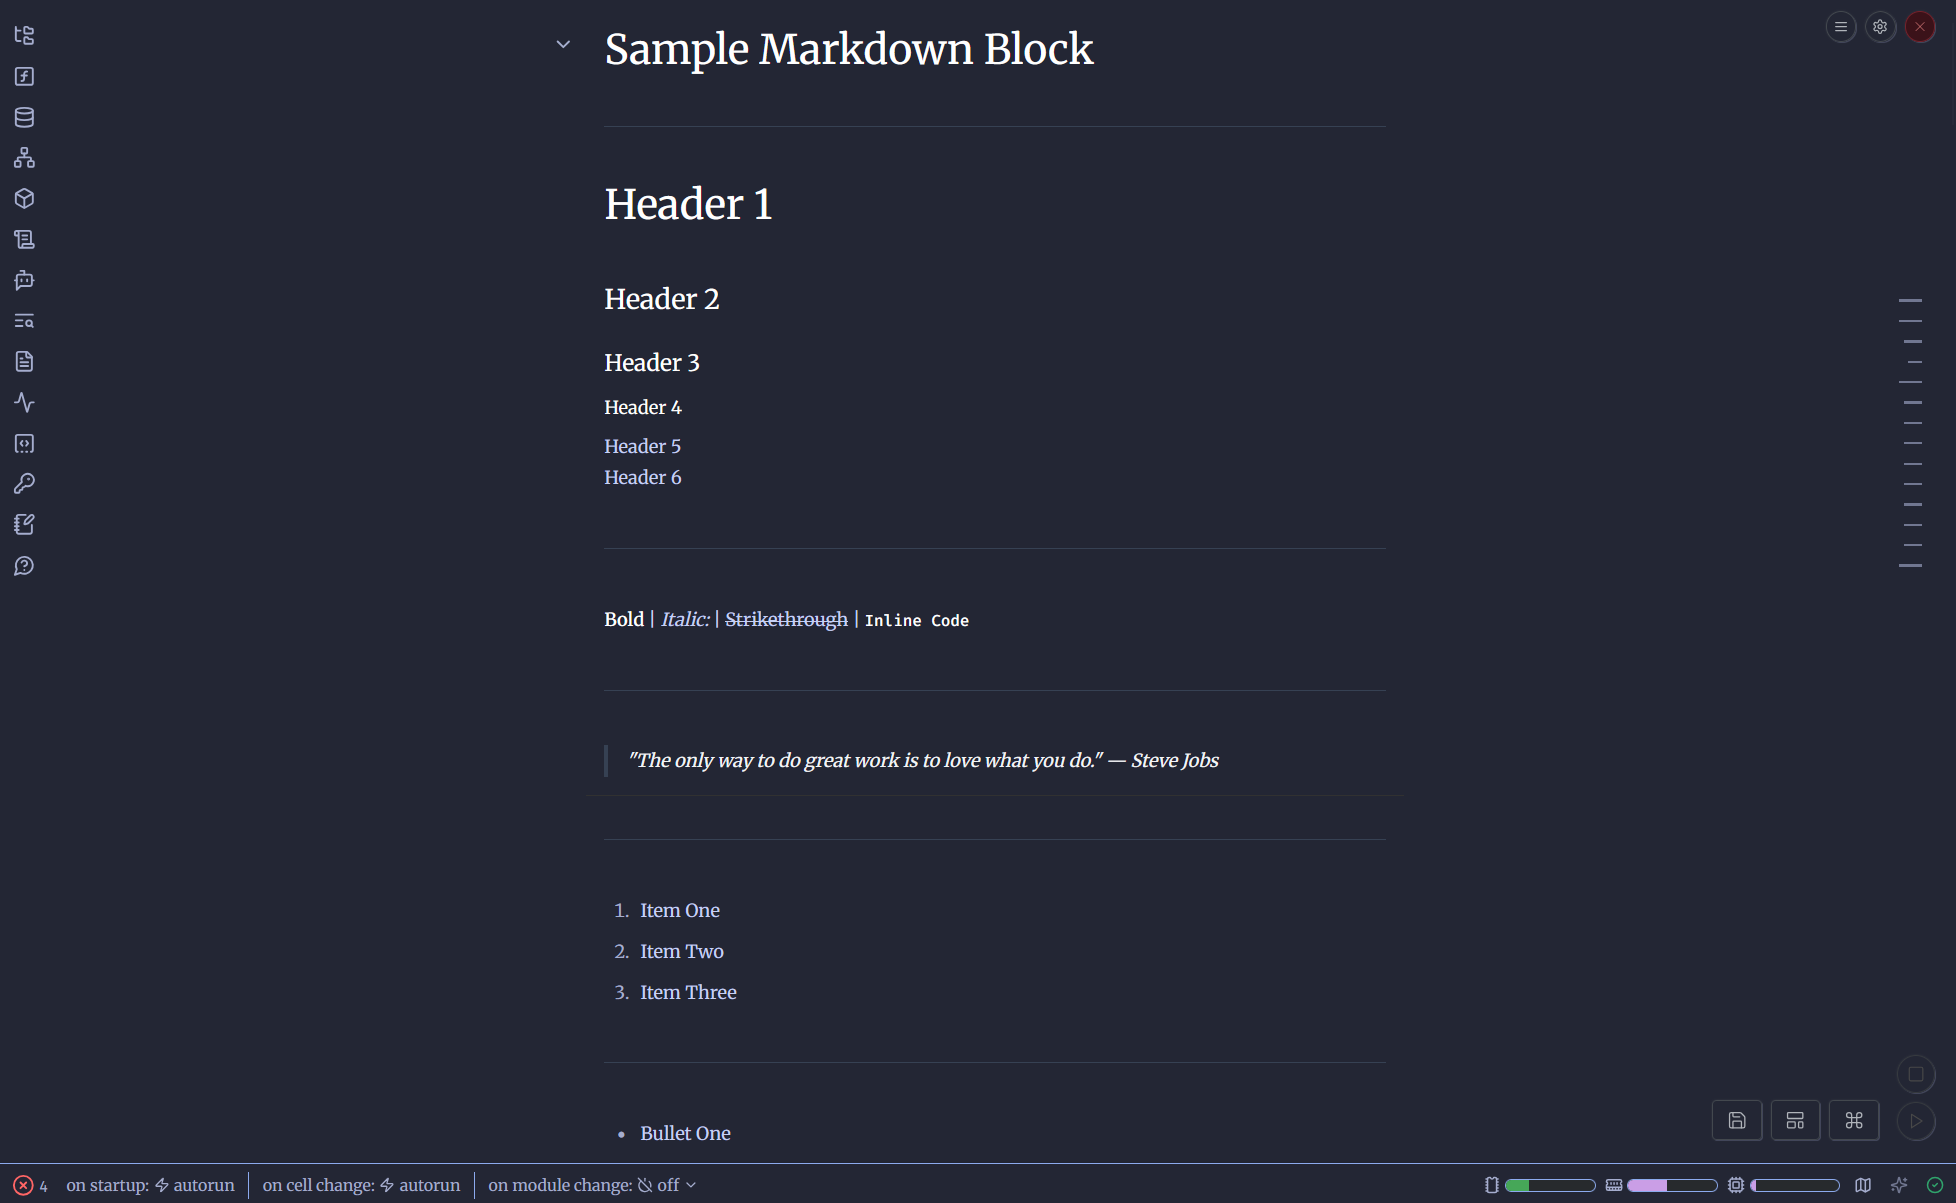 Sample Markdown Block
Header 1
Header 2
Header 3
Header 4
Header 5
Header 6
Bold | Italic: | Strikethrough | Inline Code
"The only way to do great work is to love what you do." — Steve Jobs
1. Item One
2. Item Two
3. Item Three
• Bullet One
4 on startup: autorun on cell change: autorun on module change: off